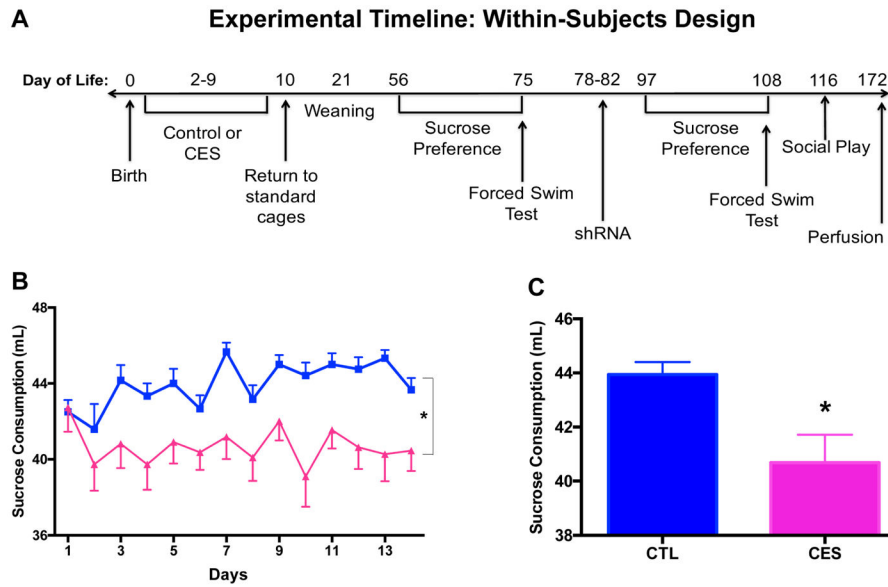 A
Experimental Timeline: Within-Subjects Design
Day of Life: 0 2-9 10 21 56 75 78-82 97 108 116 172
Weaning
Control or
CES
Sucrose
Preference
Sucrose
Preference
Social Play
Birth
Return to
standard
cages
Forced Swim
Test
shRNA
Forced Swim
Test
Perfusion
B
Sucrose Consumption (mL)
48
44
40
36
1 3 5 7 9 11 13
Days
*
C
Sucrose Consumption (mL)
46
44
42
40
38
*
CTL CES